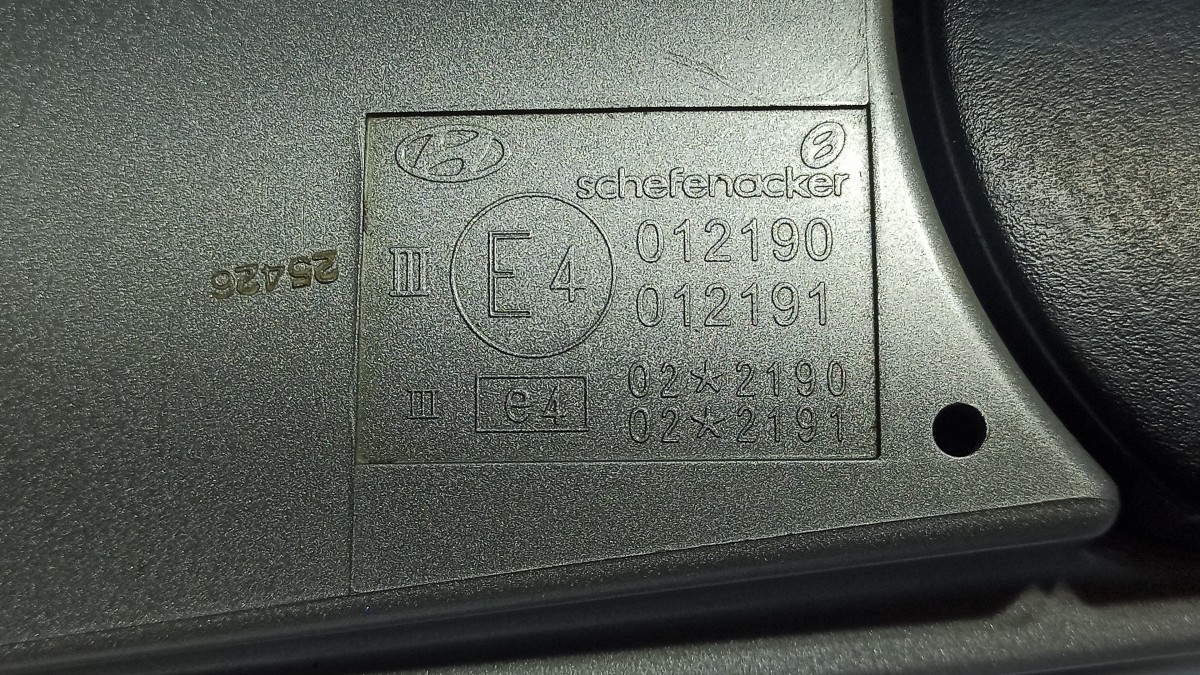 schefenacker
III E 4 012190
012191
III e4 02*2190
02*2191
25426